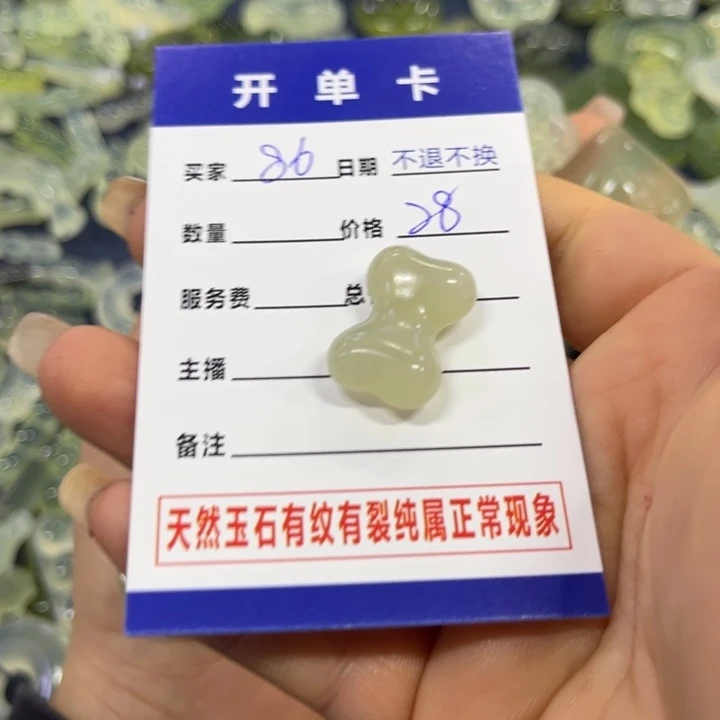 开单卡
买家 86 日期 不退不换
数量 价格 28
服务费 总
主播
备注
天然玉石有纹有裂纯属正常现象